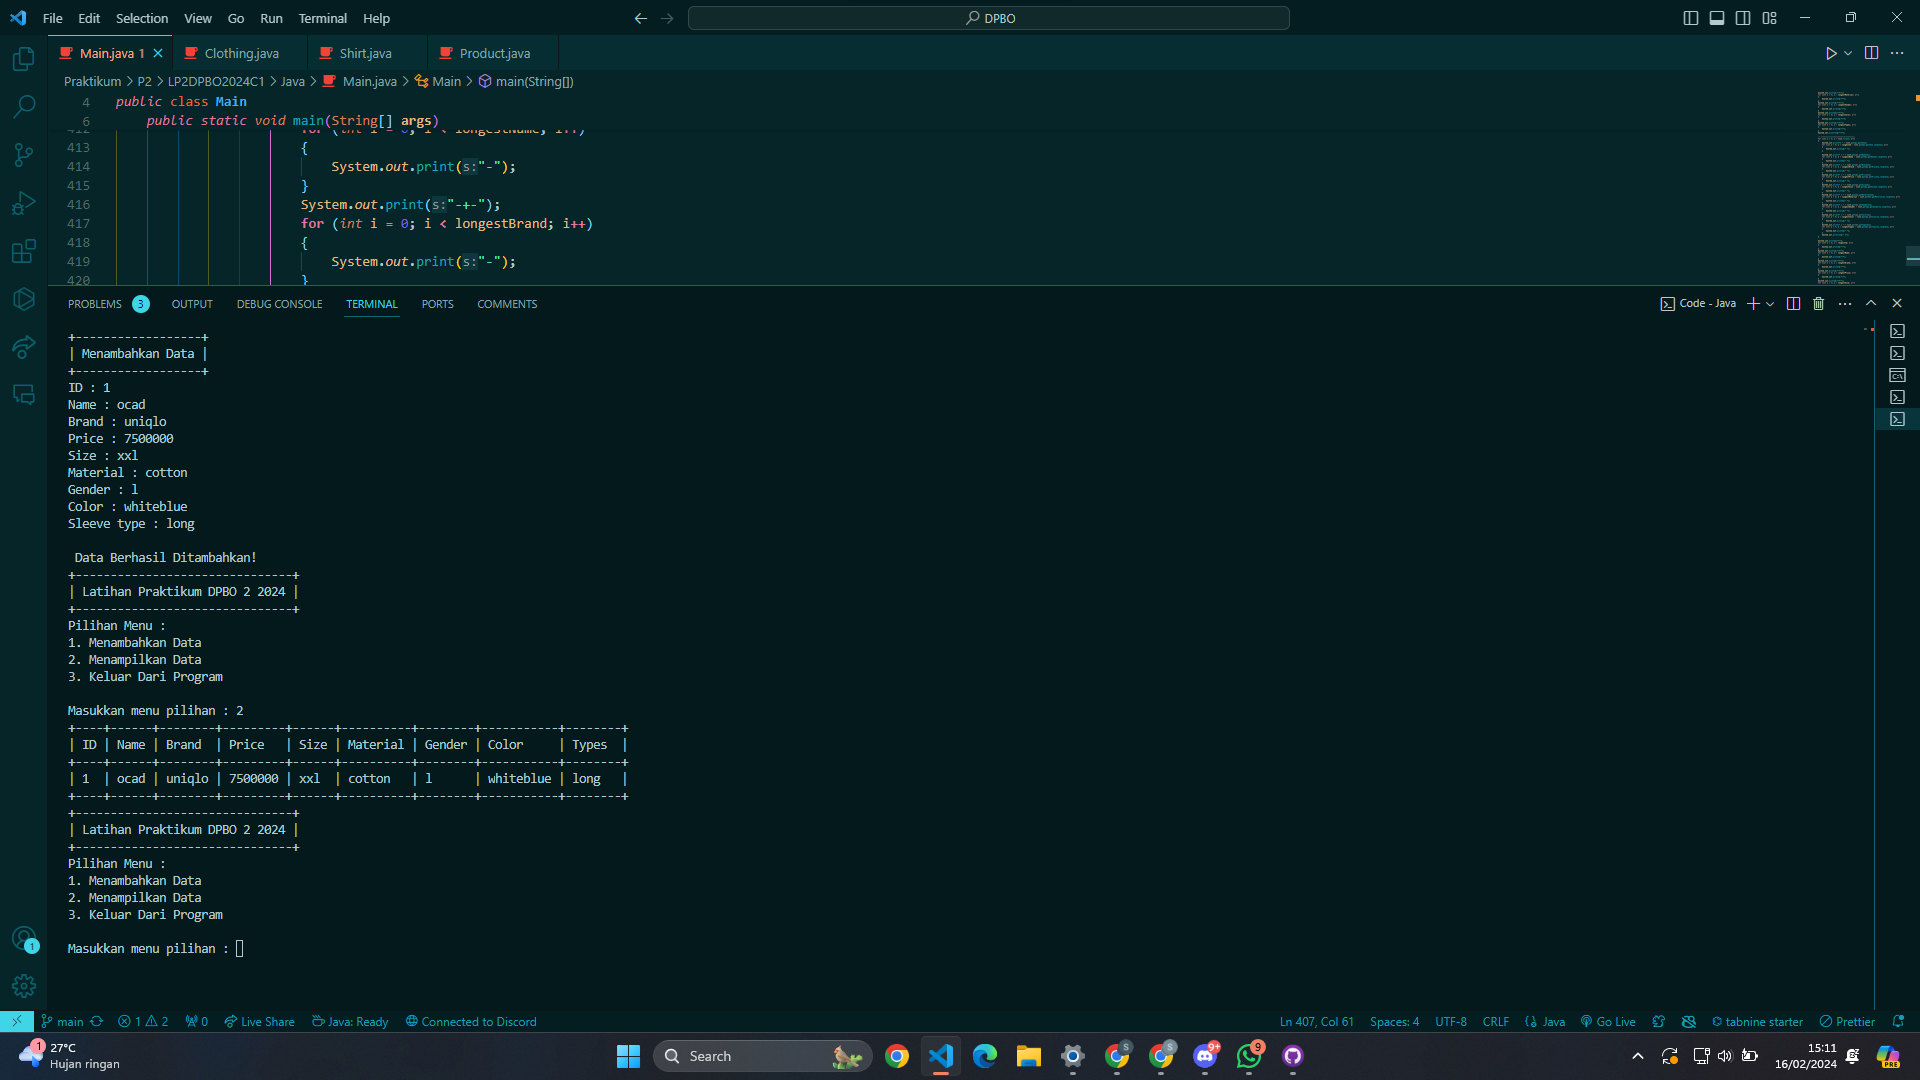 File Edit Selection View Go Run Terminal Help
DPBO
Main.java 1 Clothing.java Shirt.java Product.java
Praktikum > P2 > LP2DPBO2024C1 > Java > Main.java > Main > main(String[])
4 public class Main
6 public static void main(String[] args)
412 for (int i = 0; i < longestName; i++)
413 {
414 System.out.print(s:"-");
415 }
416 System.out.print(s:"-+-");
417 for (int i = 0; i < longestBrand; i++)
418 {
419 System.out.print(s:"-");
420 }
PROBLEMS 3 OUTPUT DEBUG CONSOLE TERMINAL PORTS COMMENTS
Code - Java
+------------------+
| Menambahkan Data |
+------------------+
ID : 1
Name : ocad
Brand : uniqlo
Price : 7500000
Size : xxl
Material : cotton
Gender : l
Color : whiteblue
Sleeve type : long
Data Berhasil Ditambahkan!
+-------------------------------+
| Latihan Praktikum DPBO 2 2024 |
+-------------------------------+
Pilihan Menu :
1. Menambahkan Data
2. Menampilkan Data
3. Keluar Dari Program
Masukkan menu pilihan : 2
+----+------+--------+---------+------+----------+--------+-----------+--------+
| ID | Name | Brand  | Price   | Size | Material | Gender | Color     | Types  |
+----+------+--------+---------+------+----------+--------+-----------+--------+
| 1  | ocad | uniqlo | 7500000 | xxl  | cotton   | l      | whiteblue | long   |
+----+------+--------+---------+------+----------+--------+-----------+--------+
+-------------------------------+
| Latihan Praktikum DPBO 2 2024 |
+-------------------------------+
Pilihan Menu :
1. Menambahkan Data
2. Menampilkan Data
3. Keluar Dari Program
Masukkan menu pilihan :
1
main 1 2 0 Live Share Java: Ready Connected to Discord Ln 407, Col 61 Spaces: 4 UTF-8 CRLF Java Go Live tabnine starter Prettier
1 27°C
Hujan ringan
Search
S S 9+ 9
15:11
16/02/2024
PRE